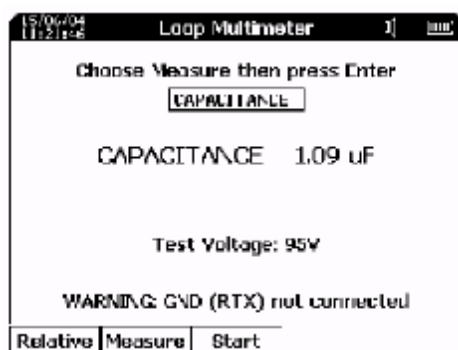 15/06/04
11:21:46
Loop Multimeter
Choose Measure then press Enter
CAPACITANCE
CAPACITANCE 1.09 uF
Test Voltage: 95V
WARNING: GND (RTX) not connected
Relative Measure Start